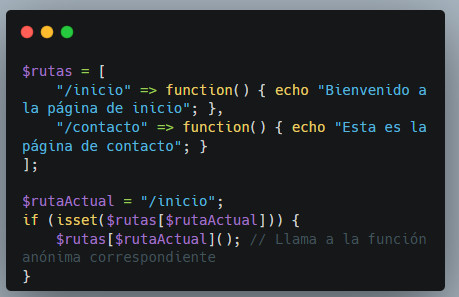 $rutas = [
    "/inicio" => function() { echo "Bienvenido a
la página de inicio"; },
    "/contacto" => function() { echo "Esta es la
página de contacto"; }
];

$rutaActual = "/inicio";
if (isset($rutas[$rutaActual])) {
    $rutas[$rutaActual](); // Llama a la función
anónima correspondiente
}